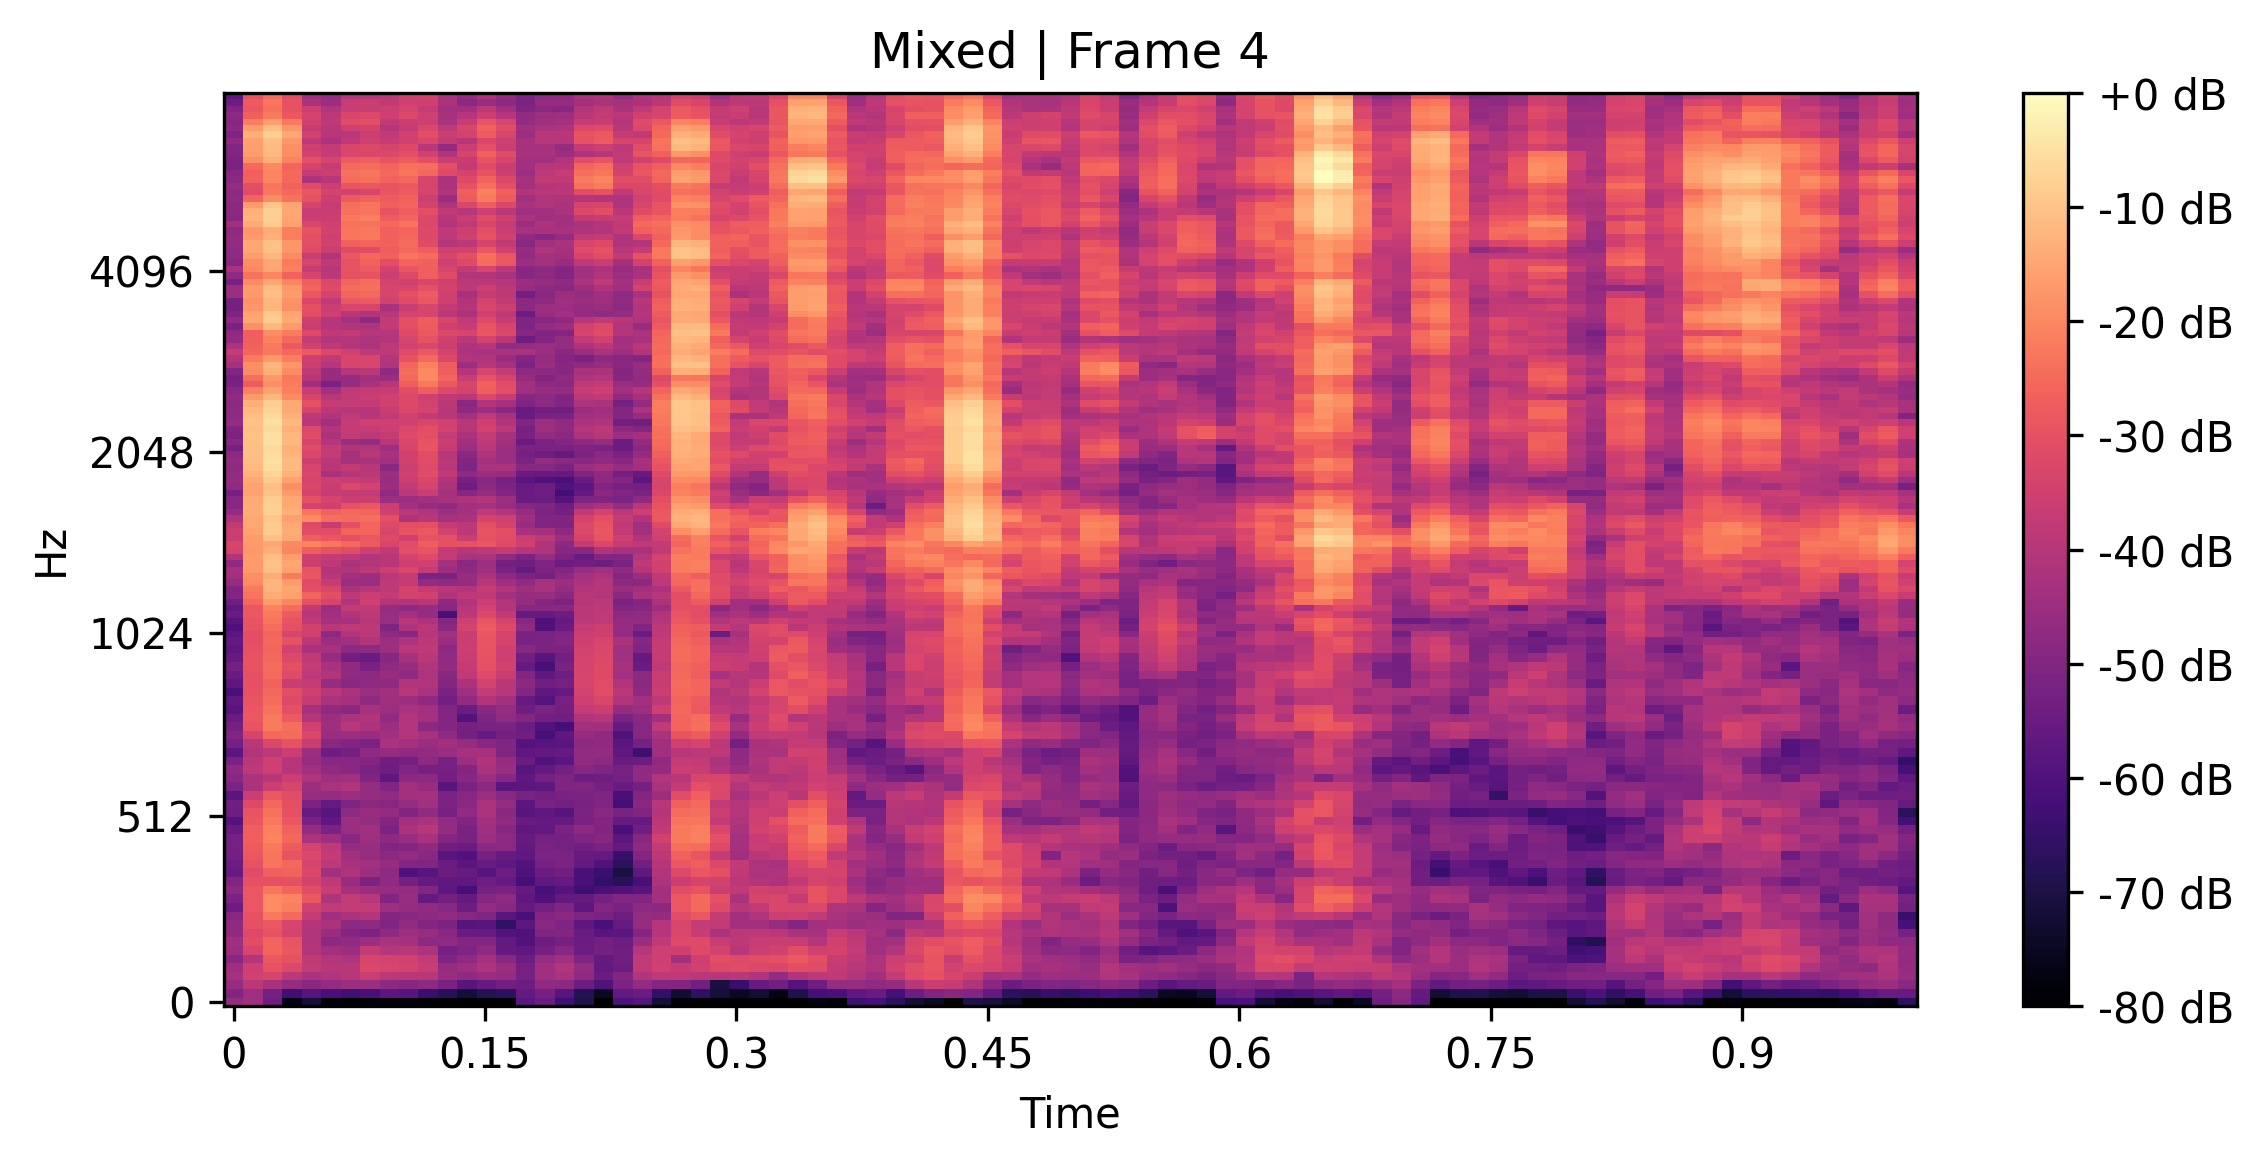 Mixed | Frame 4
Hz
4096
2048
1024
512
0
0 0.15 0.3 0.45 0.6 0.75 0.9
Time
+0 dB
-10 dB
-20 dB
-30 dB
-40 dB
-50 dB
-60 dB
-70 dB
-80 dB